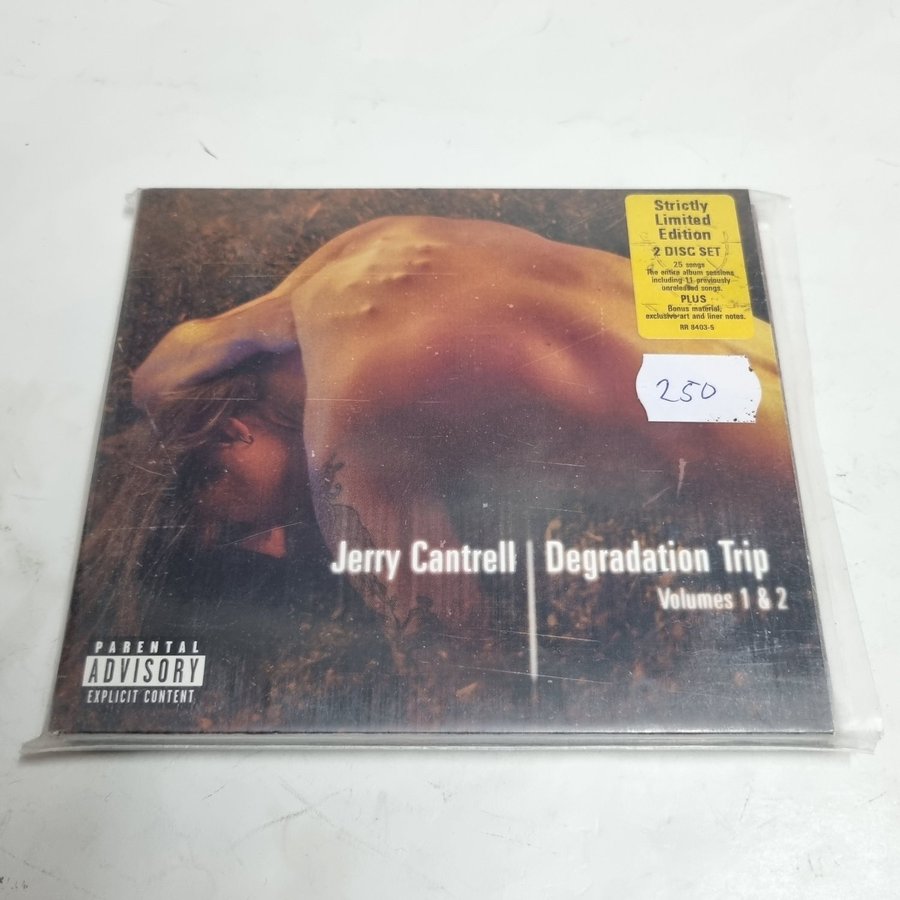 Strictly
Limited
Edition
2 DISC SET
25 songs
The entire album sessions
including 11 previously
unreleased songs.
PLUS
Bonus material,
exclusive art and liner notes.
RR 8403-5
250
Jerry Cantrell | Degradation Trip
Volumes 1 & 2
PARENTAL
ADVISORY
EXPLICIT CONTENT